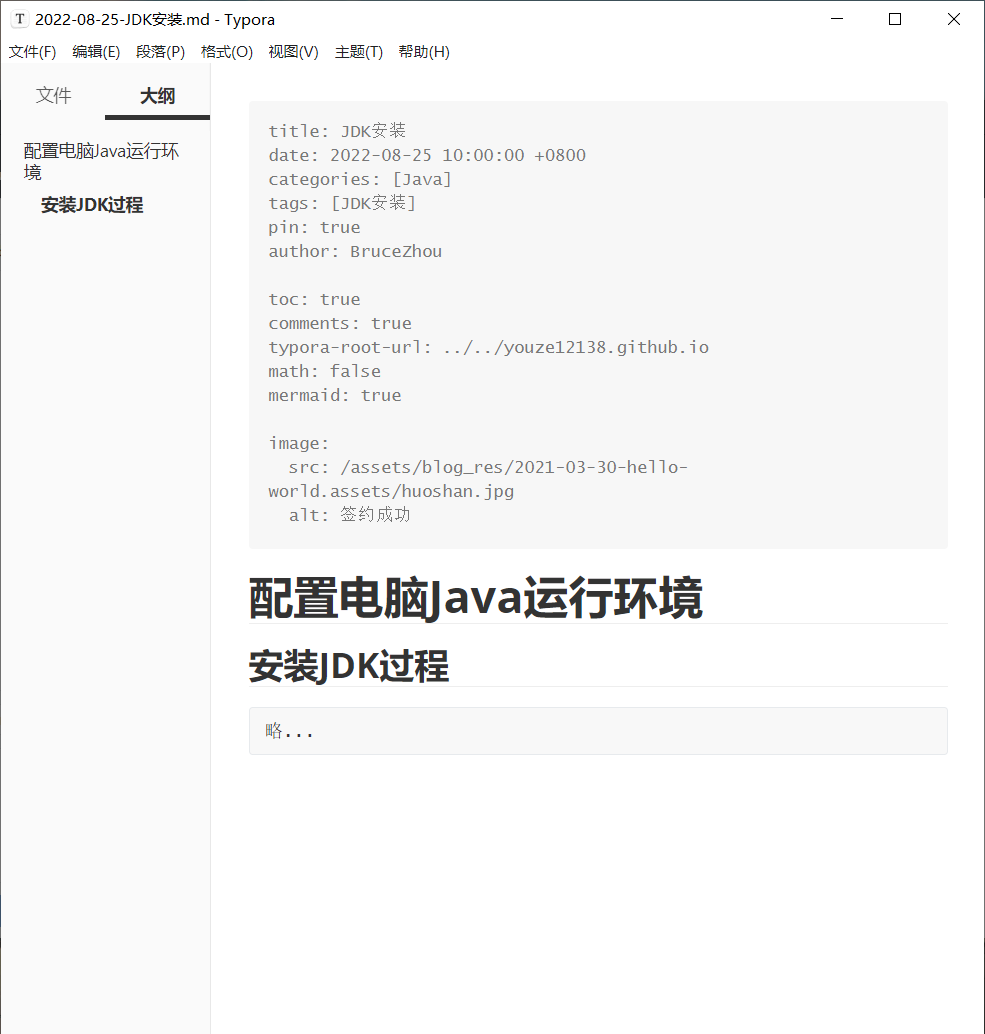 2022-08-25-JDK安装.md - Typora
文件(F) 编辑(E) 段落(P) 格式(O) 视图(V) 主题(T) 帮助(H)
文件 大纲
配置电脑Java运行环
境
安装JDK过程
title: JDK安装
date: 2022-08-25 10:00:00 +0800
categories: [Java]
tags: [JDK安装]
pin: true
author: BruceZhou
toc: true
comments: true
typora-root-url: ../../youze12138.github.io
math: false
mermaid: true
image:
src: /assets/blog_res/2021-03-30-hello-
world.assets/huoshan.jpg
alt: 签约成功
配置电脑Java运行环境
安装JDK过程
略...